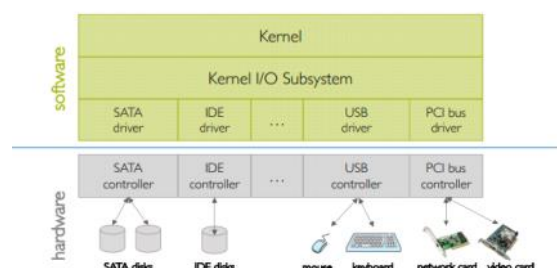 software
Kernel
Kernel I/O Subsystem
SATA driver
IDE driver
...
USB driver
PCI bus driver
hardware
SATA controller
IDE controller
...
USB controller
PCI bus controller
SATA disks
IDE disks
mouse
keyboard
network card
video card